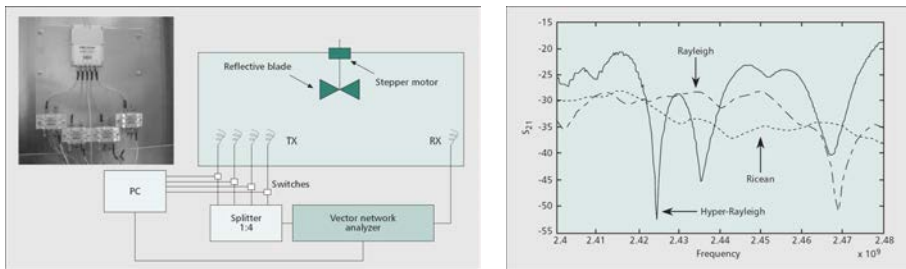 Reflective blade
Stepper motor
TX
RX
Switches
PC
Splitter
1:4
Vector network
analyzer
-15
-20
-25
-30
-35
-40
-45
-50
-55
S21
Rayleigh
Ricean
Hyper-Rayleigh
2.4 2.41 2.42 2.43 2.44 2.45 2.46 2.47 2.48
Frequency
x 10⁹